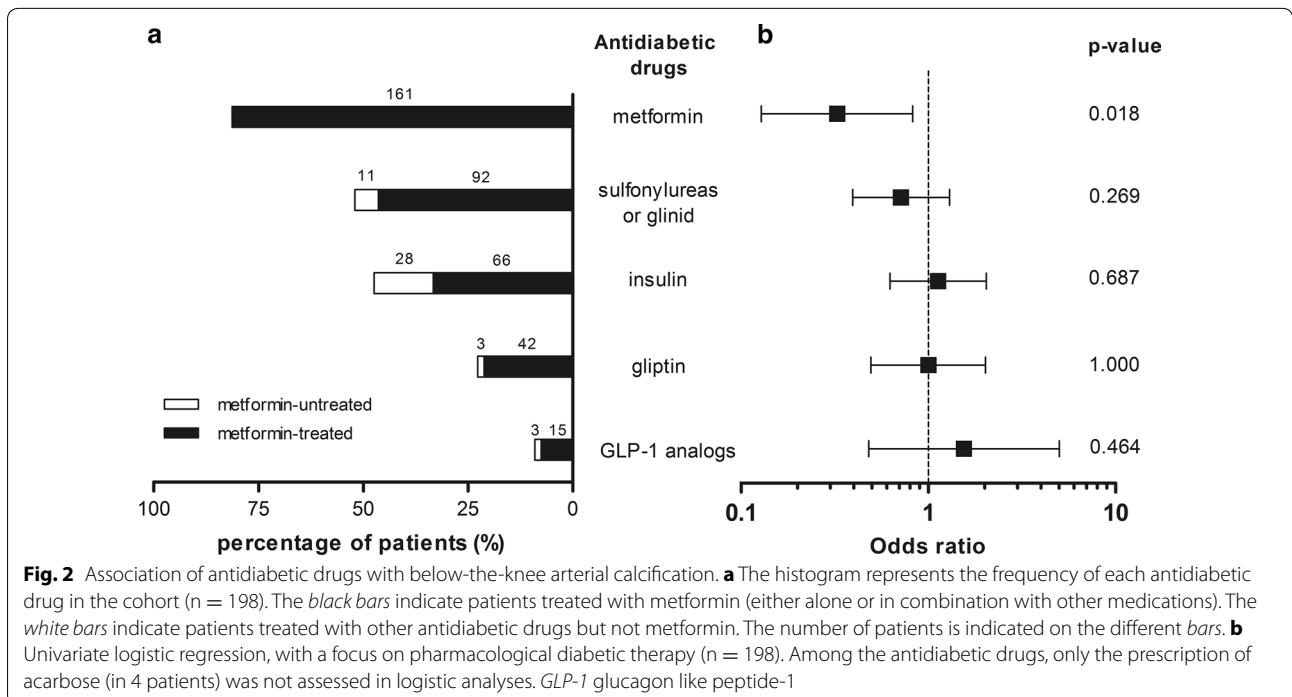 a
Antidiabetic
drugs
b
p-value
161
metformin
0.018
11 92
sulfonylureas
or glinid
0.269
28 66
insulin
0.687
3 42
gliptin
1.000
metformin-untreated
metformin-treated
3 15
GLP-1 analogs
0.464
100 75 50 25 0
percentage of patients (%)
0.1 1 10
Odds ratio
Fig. 2 Association of antidiabetic drugs with below-the-knee arterial calcification. a The histogram represents the frequency of each antidiabetic
drug in the cohort (n = 198). The black bars indicate patients treated with metformin (either alone or in combination with other medications). The
white bars indicate patients treated with other antidiabetic drugs but not metformin. The number of patients is indicated on the different bars. b
Univariate logistic regression, with a focus on pharmacological diabetic therapy (n = 198). Among the antidiabetic drugs, only the prescription of
acarbose (in 4 patients) was not assessed in logistic analyses. GLP-1 glucagon like peptide-1